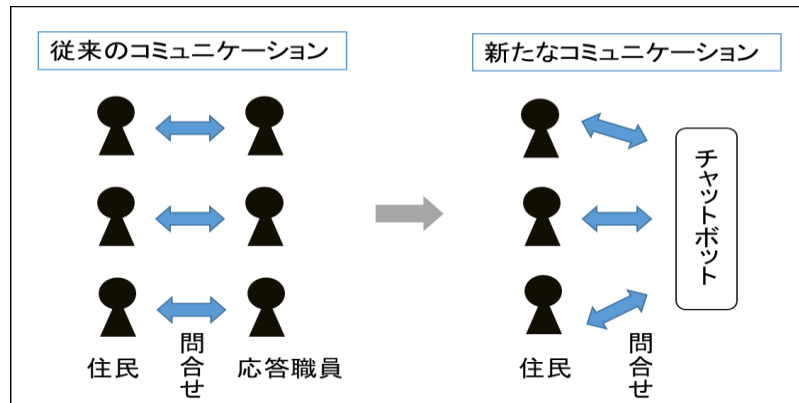 従来のコミュニケーション
住民
問合せ
応答職員
新たなコミュニケーション
チャットボット
住民
問合せ